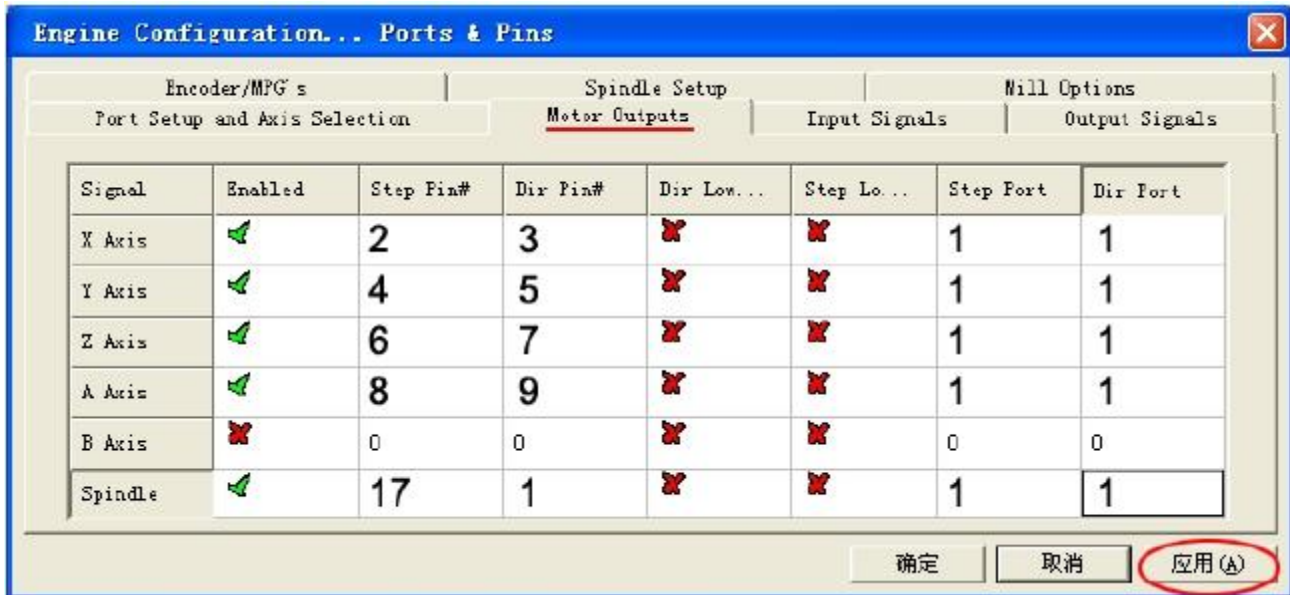 Engine Configuration... Ports & Pins
Encoder/MPG's Spindle Setup Mill Options
Port Setup and Axis Selection Motor Outputs Input Signals Output Signals
Signal Enabled Step Pin# Dir Pin# Dir Low... Step Lo... Step Port Dir Port
X Axis 2 3 1 1
Y Axis 4 5 1 1
Z Axis 6 7 1 1
A Axis 8 9 1 1
B Axis 0 0 0 0
Spindle 17 1 1 1
确定 取消 应用(A)